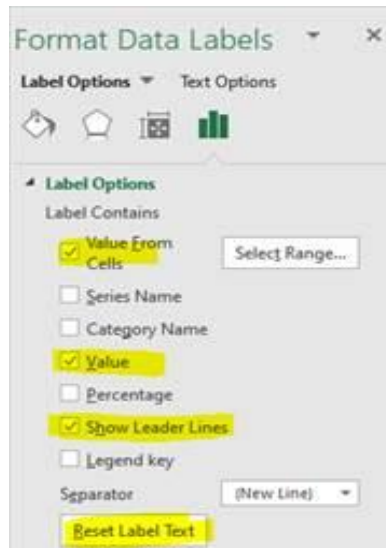 Format Data Labels
Label Options Text Options
Label Options
Label Contains
Value From
Cells
Select Range...
Series Name
Category Name
Value
Percentage
Show Leader Lines
Legend key
Separator (New Line)
Reset Label Text